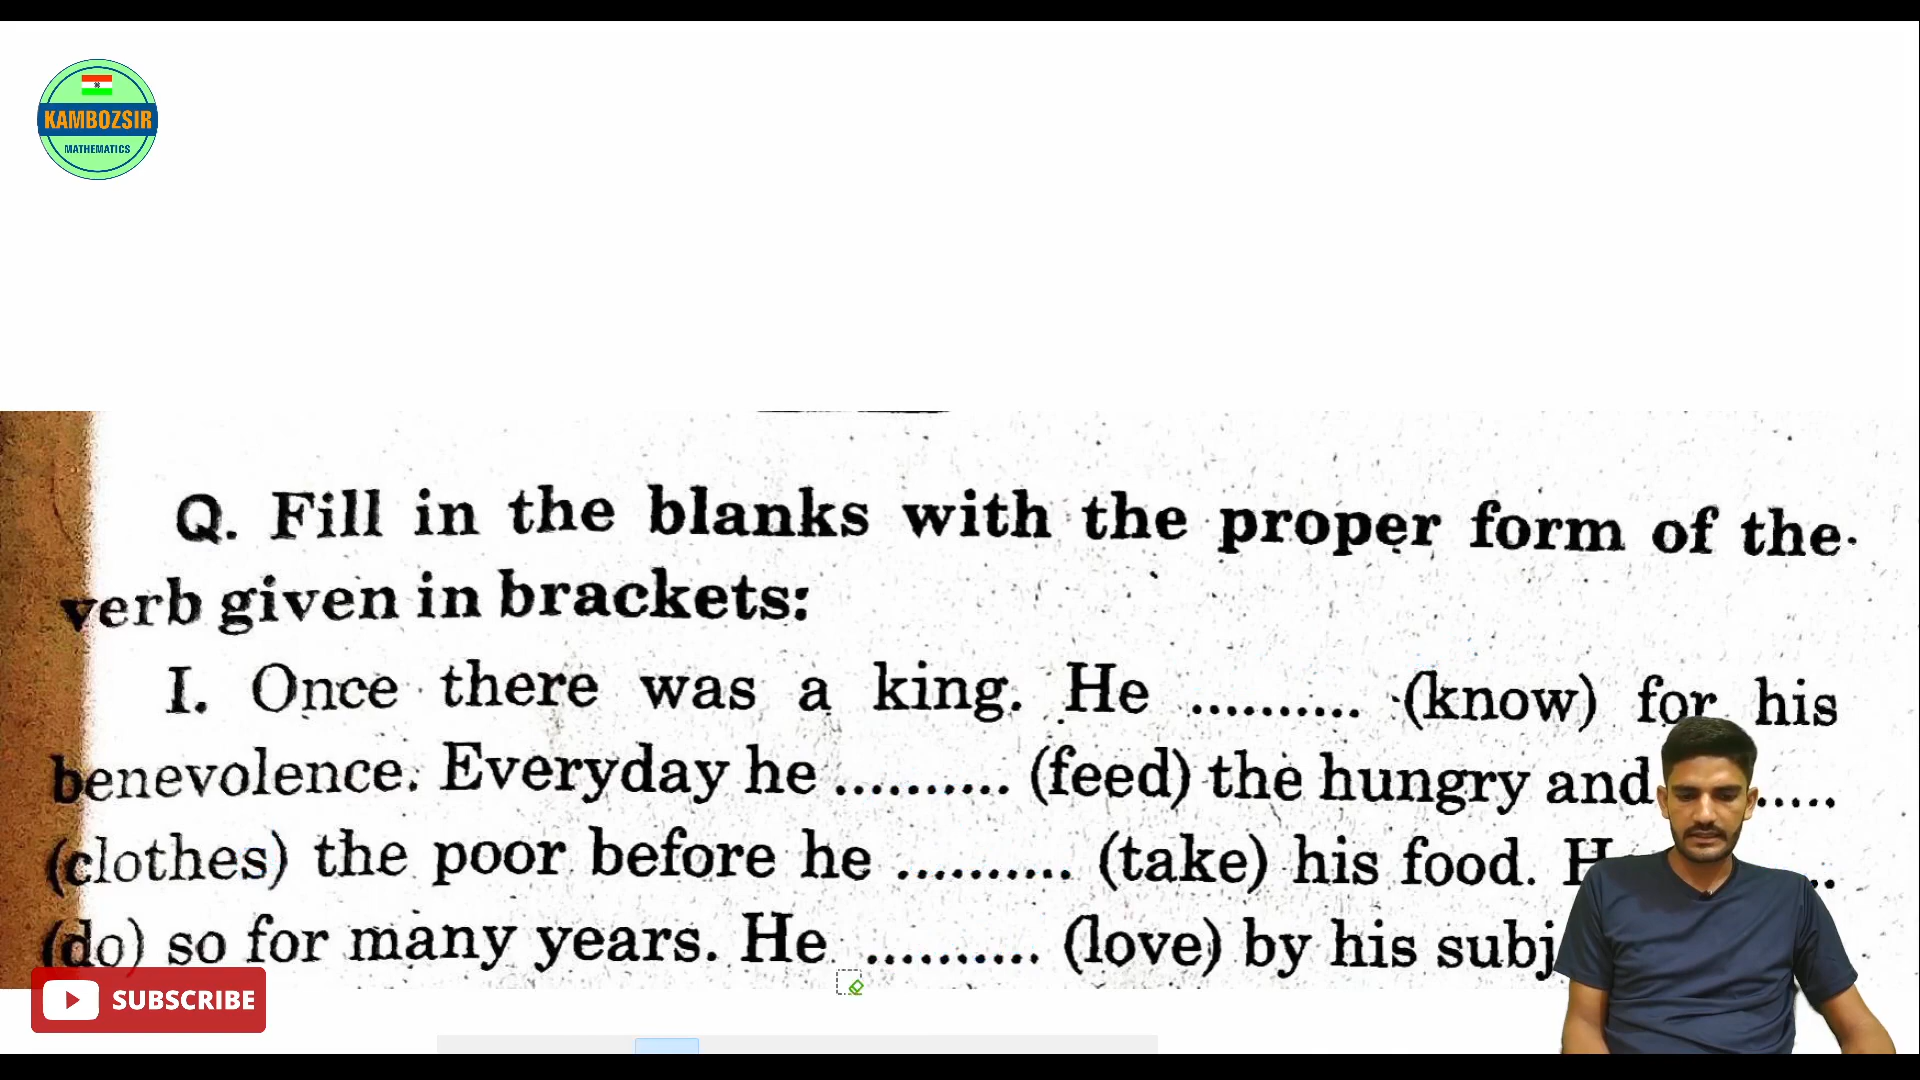 KAMBOZSIR
MATHEMATICS
Q. Fill in the blanks with the proper form of the
verb given in brackets:
I. Once there was a king. He .......... (know) for his
benevolence. Everyday he .......... (feed) the hungry and .....
(clothes) the poor before he .......... (take) his food. ..
(do) so for many years. He .......... (love) by his
SUBSCRIBE